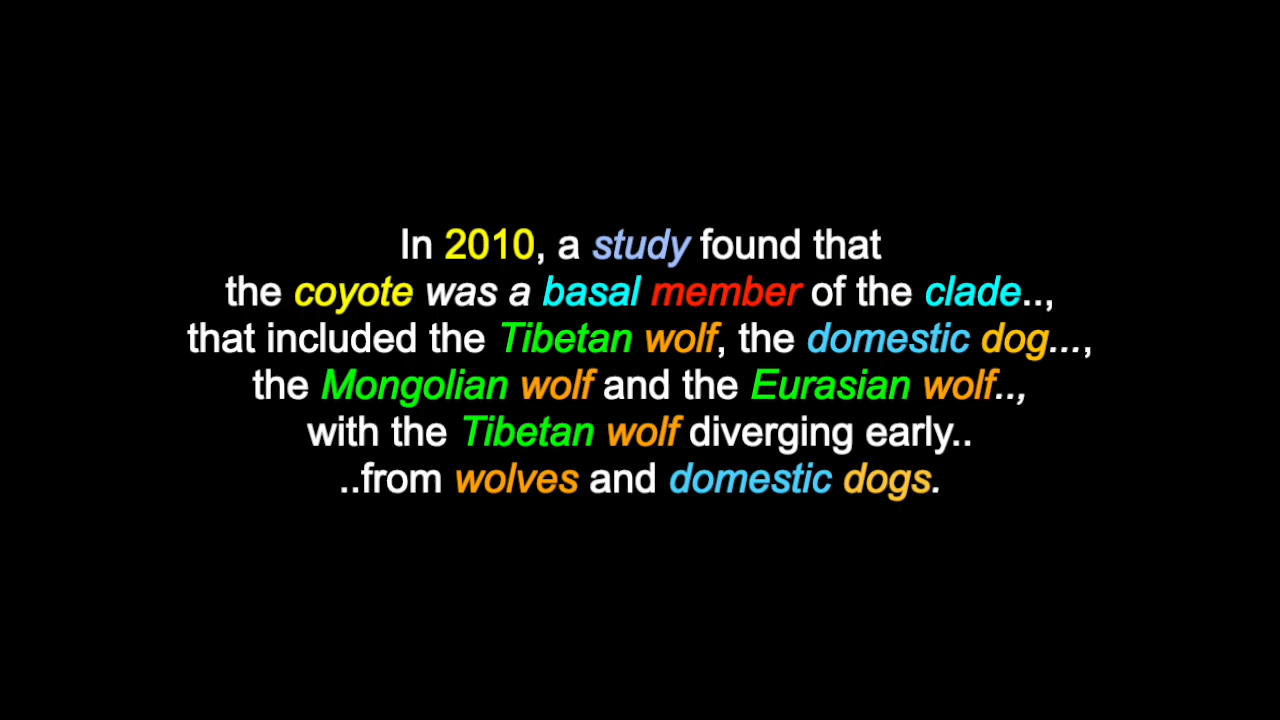 In 2010, a study found that
the coyote was a basal member of the clade..,
that included the Tibetan wolf, the domestic dog...,
the Mongolian wolf and the Eurasian wolf..,
with the Tibetan wolf diverging early..
..from wolves and domestic dogs.